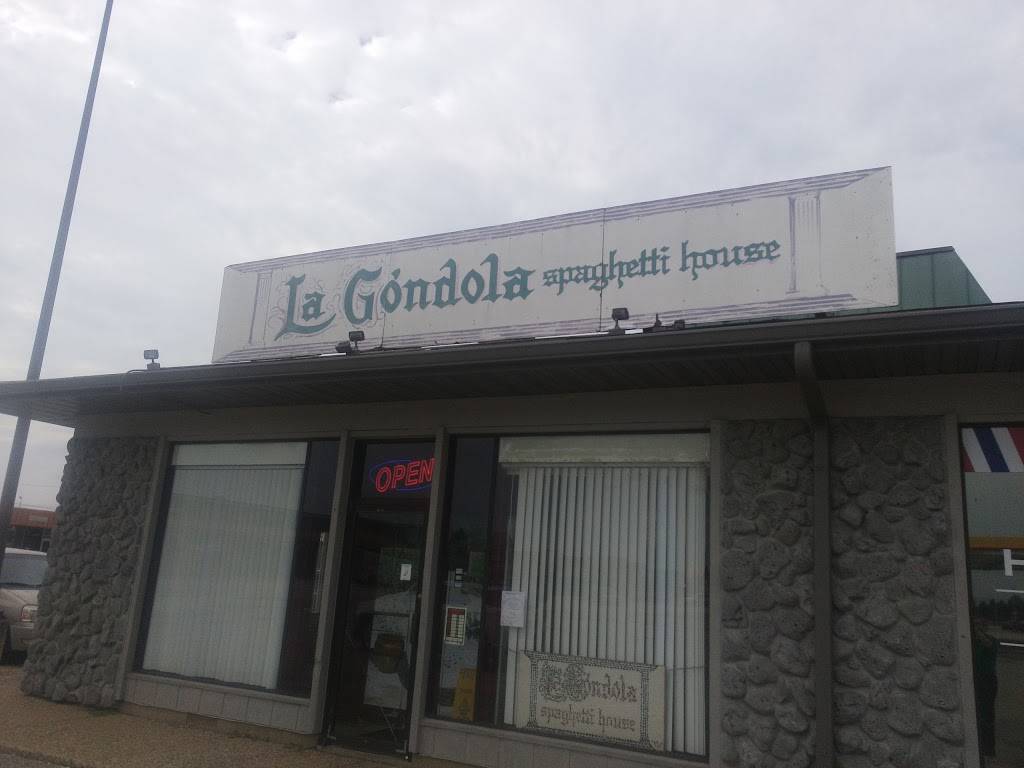 La Góndola spaghetti house
OPEN
Góndola
spaghetti house